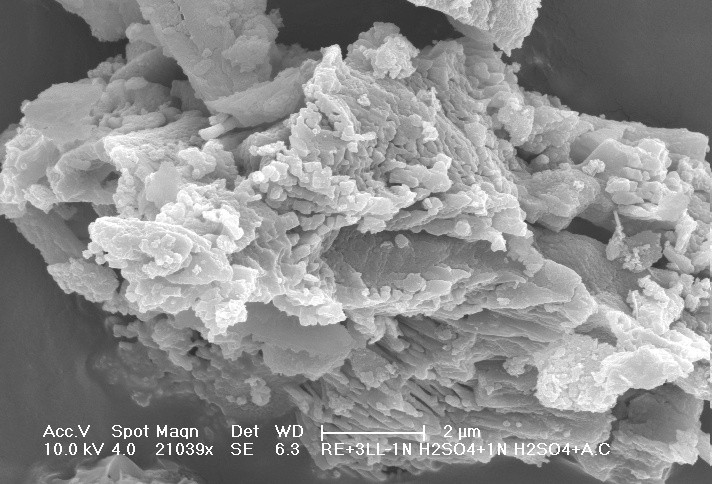 Acc.V Spot Magn Det WD 2 µm
10.0 kV 4.0 21039x SE 6.3 RE+3LL-1N H2SO4+1N H2SO4+A.C